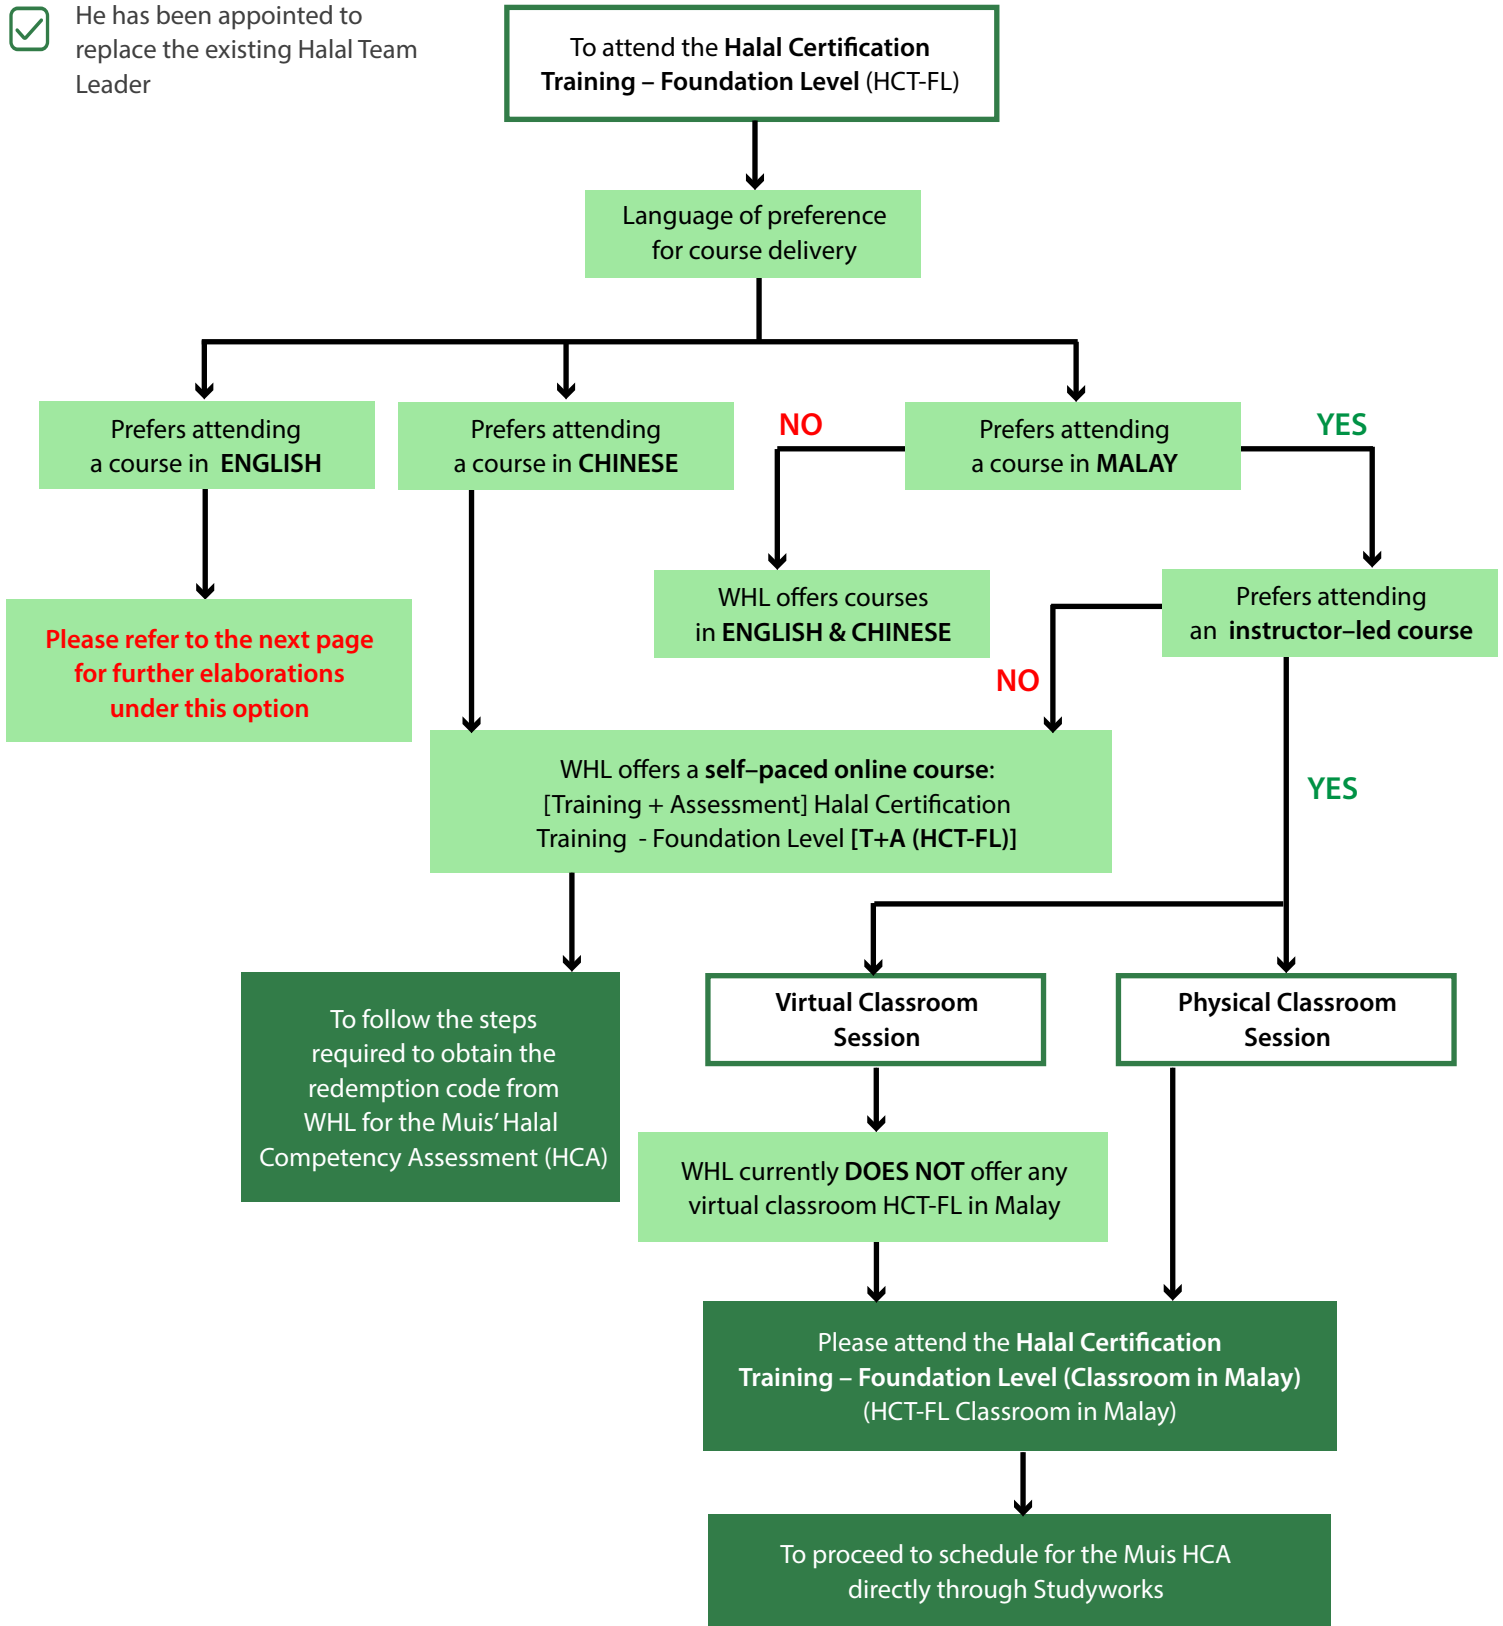 He has been appointed to
replace the existing Halal Team
Leader
To attend the Halal Certification
Training – Foundation Level (HCT-FL)
Language of preference
for course delivery
Prefers attending
a course in ENGLISH
Prefers attending
a course in CHINESE
NO
Prefers attending
a course in MALAY
YES
Please refer to the next page
for further elaborations
under this option
WHL offers courses
in ENGLISH & CHINESE
Prefers attending
an instructor–led course
NO
WHL offers a self–paced online course:
[Training + Assessment] Halal Certification
Training - Foundation Level [T+A (HCT-FL)]
YES
To follow the steps
required to obtain the
redemption code from
WHL for the Muis’ Halal
Competency Assessment (HCA)
Virtual Classroom
Session
Physical Classroom
Session
WHL currently DOES NOT offer any
virtual classroom HCT-FL in Malay
Please attend the Halal Certification
Training – Foundation Level (Classroom in Malay)
(HCT-FL Classroom in Malay)
To proceed to schedule for the Muis HCA
directly through Studyworks